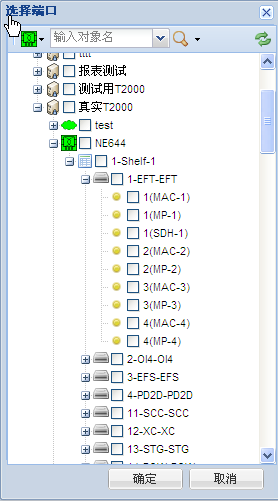 选择端口
输入对象名
tttt
报表测试
测试用T2000
真实T2000
test
NE644
1-Shelf-1
1-EFT-EFT
1(MAC-1)
1(MP-1)
1(SDH-1)
2(MAC-2)
2(MP-2)
3(MAC-3)
3(MP-3)
4(MAC-4)
4(MP-4)
2-OI4-OI4
3-EFS-EFS
4-PD2D-PD2D
11-SCC-SCC
12-XC-XC
13-STG-STG
确定 取消